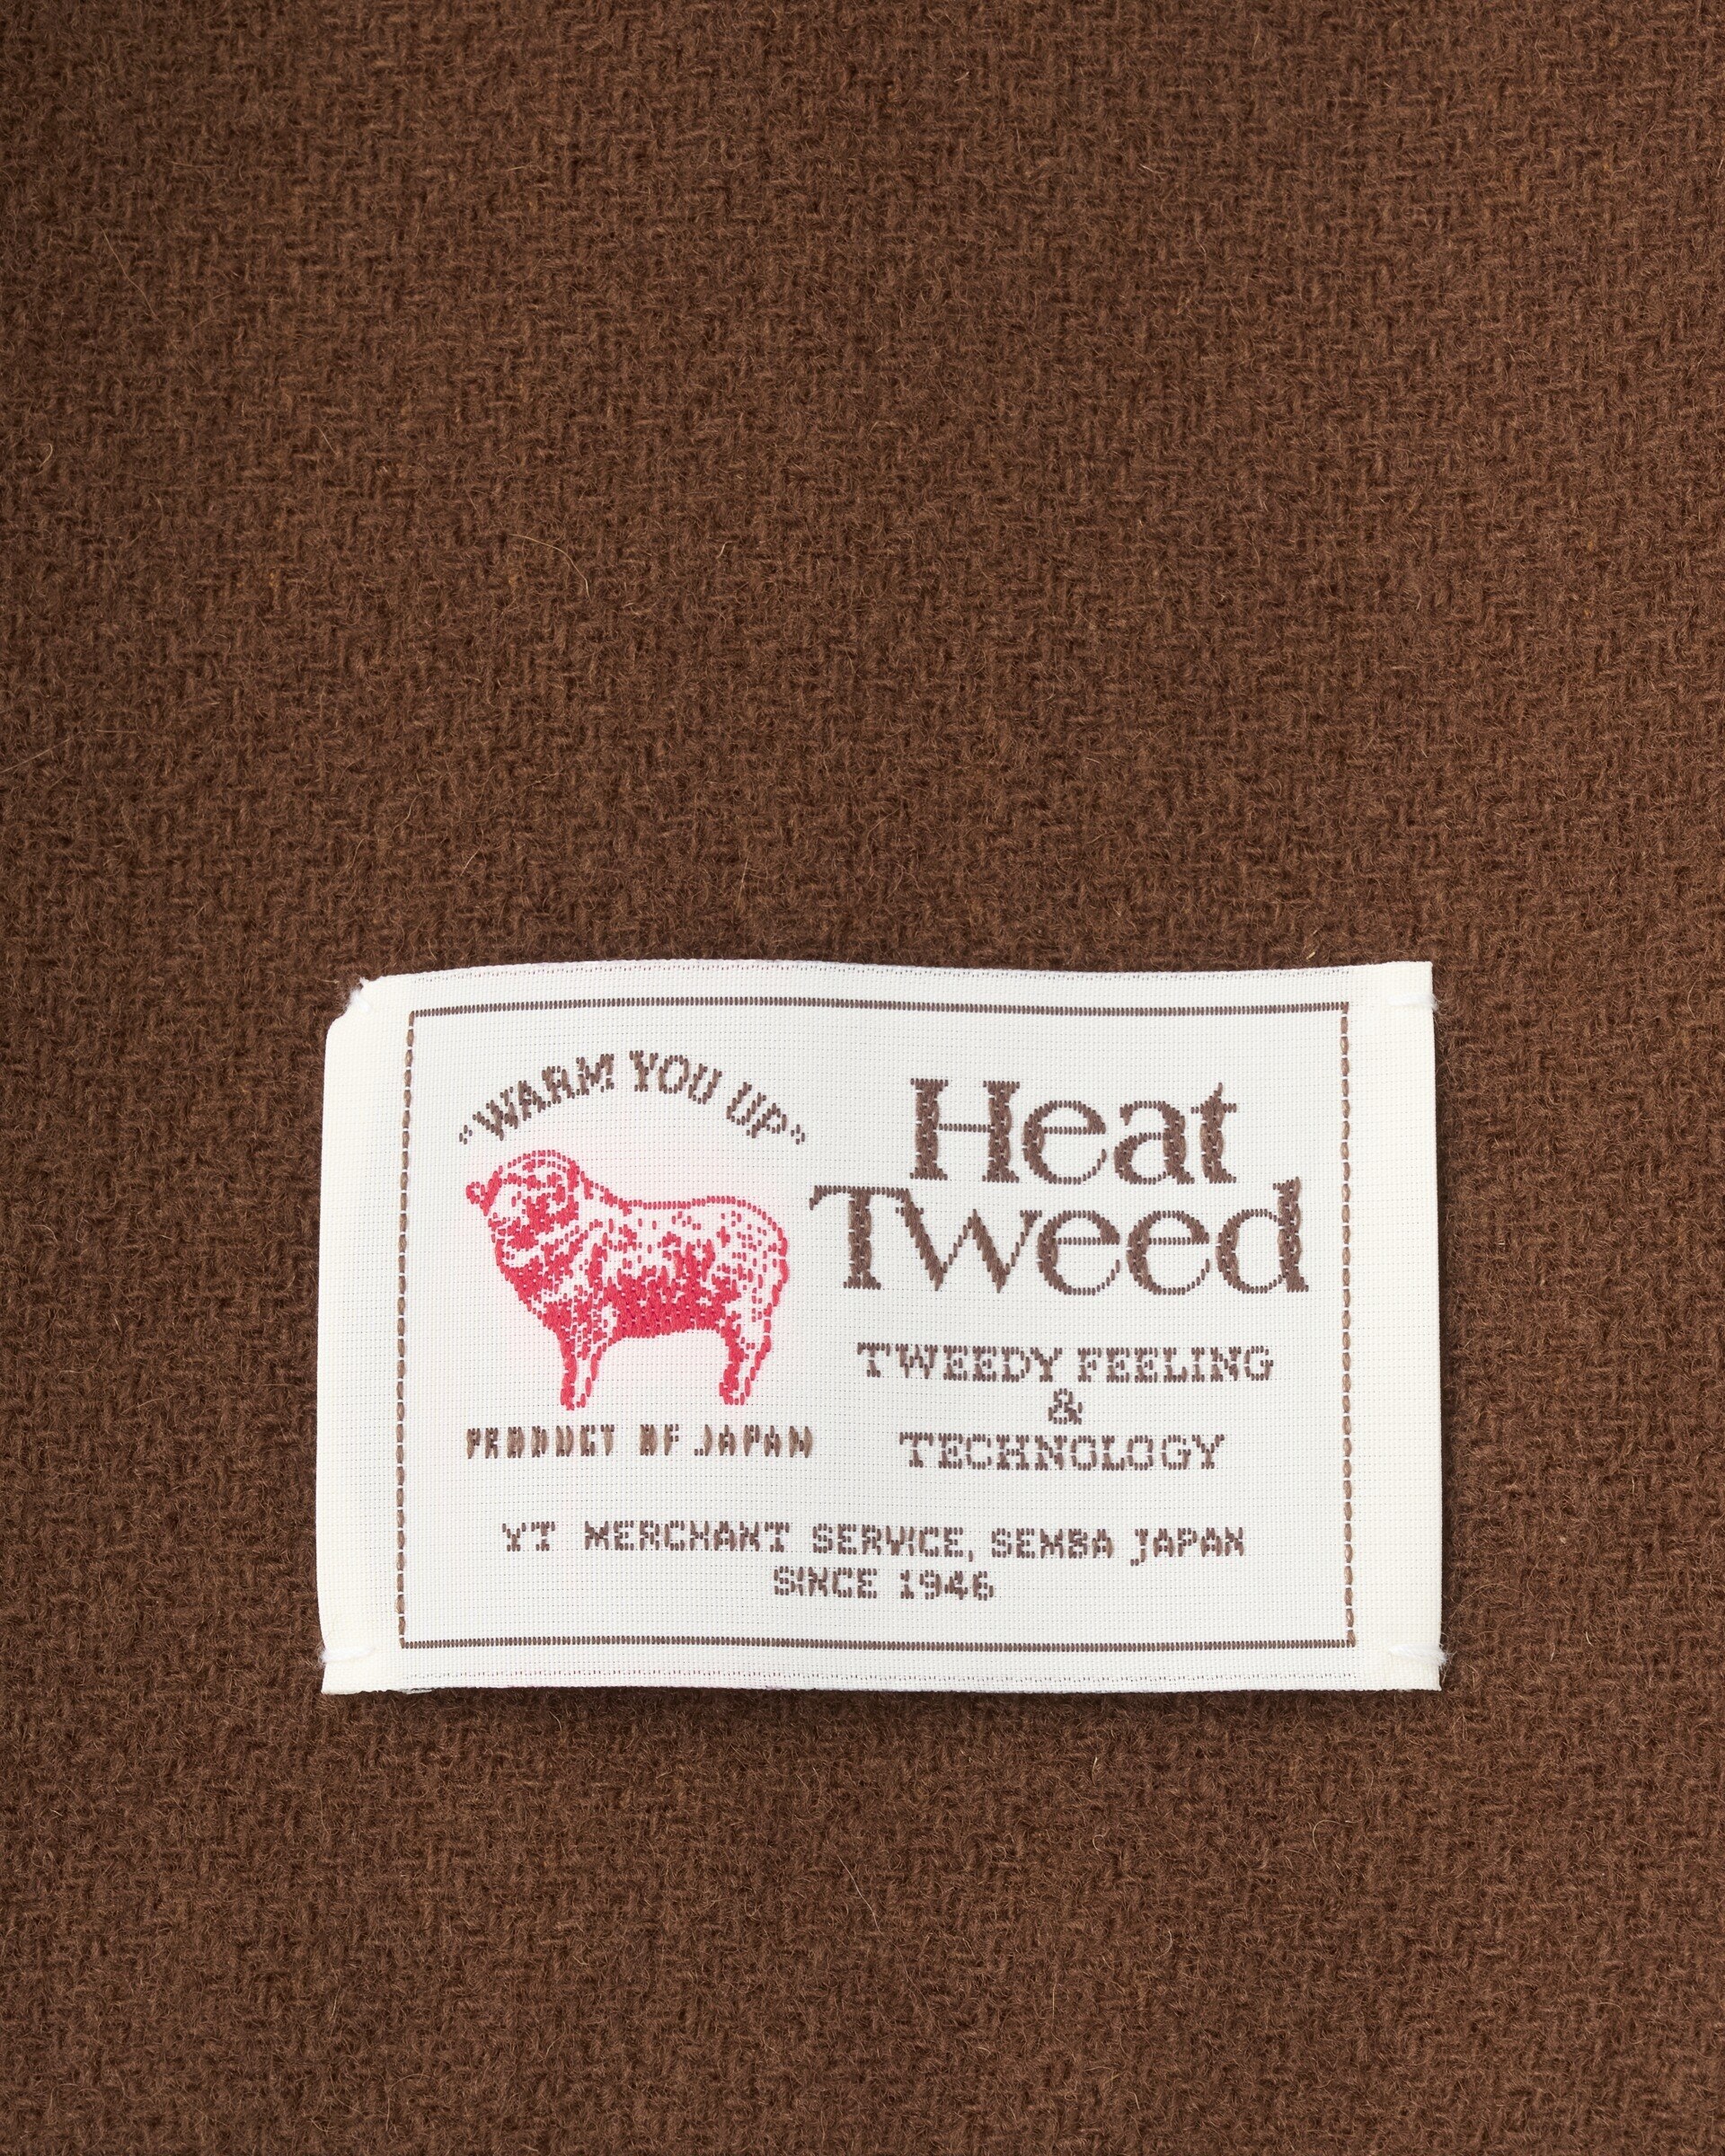 "WARM YOU UP"
PRODUCT OF JAPAN
Heat
Tweed
TWEEDY FEELING
&
TECHNOLOGY
YT MERCHANT SERVICE, SEMBA JAPAN
SINCE 1946